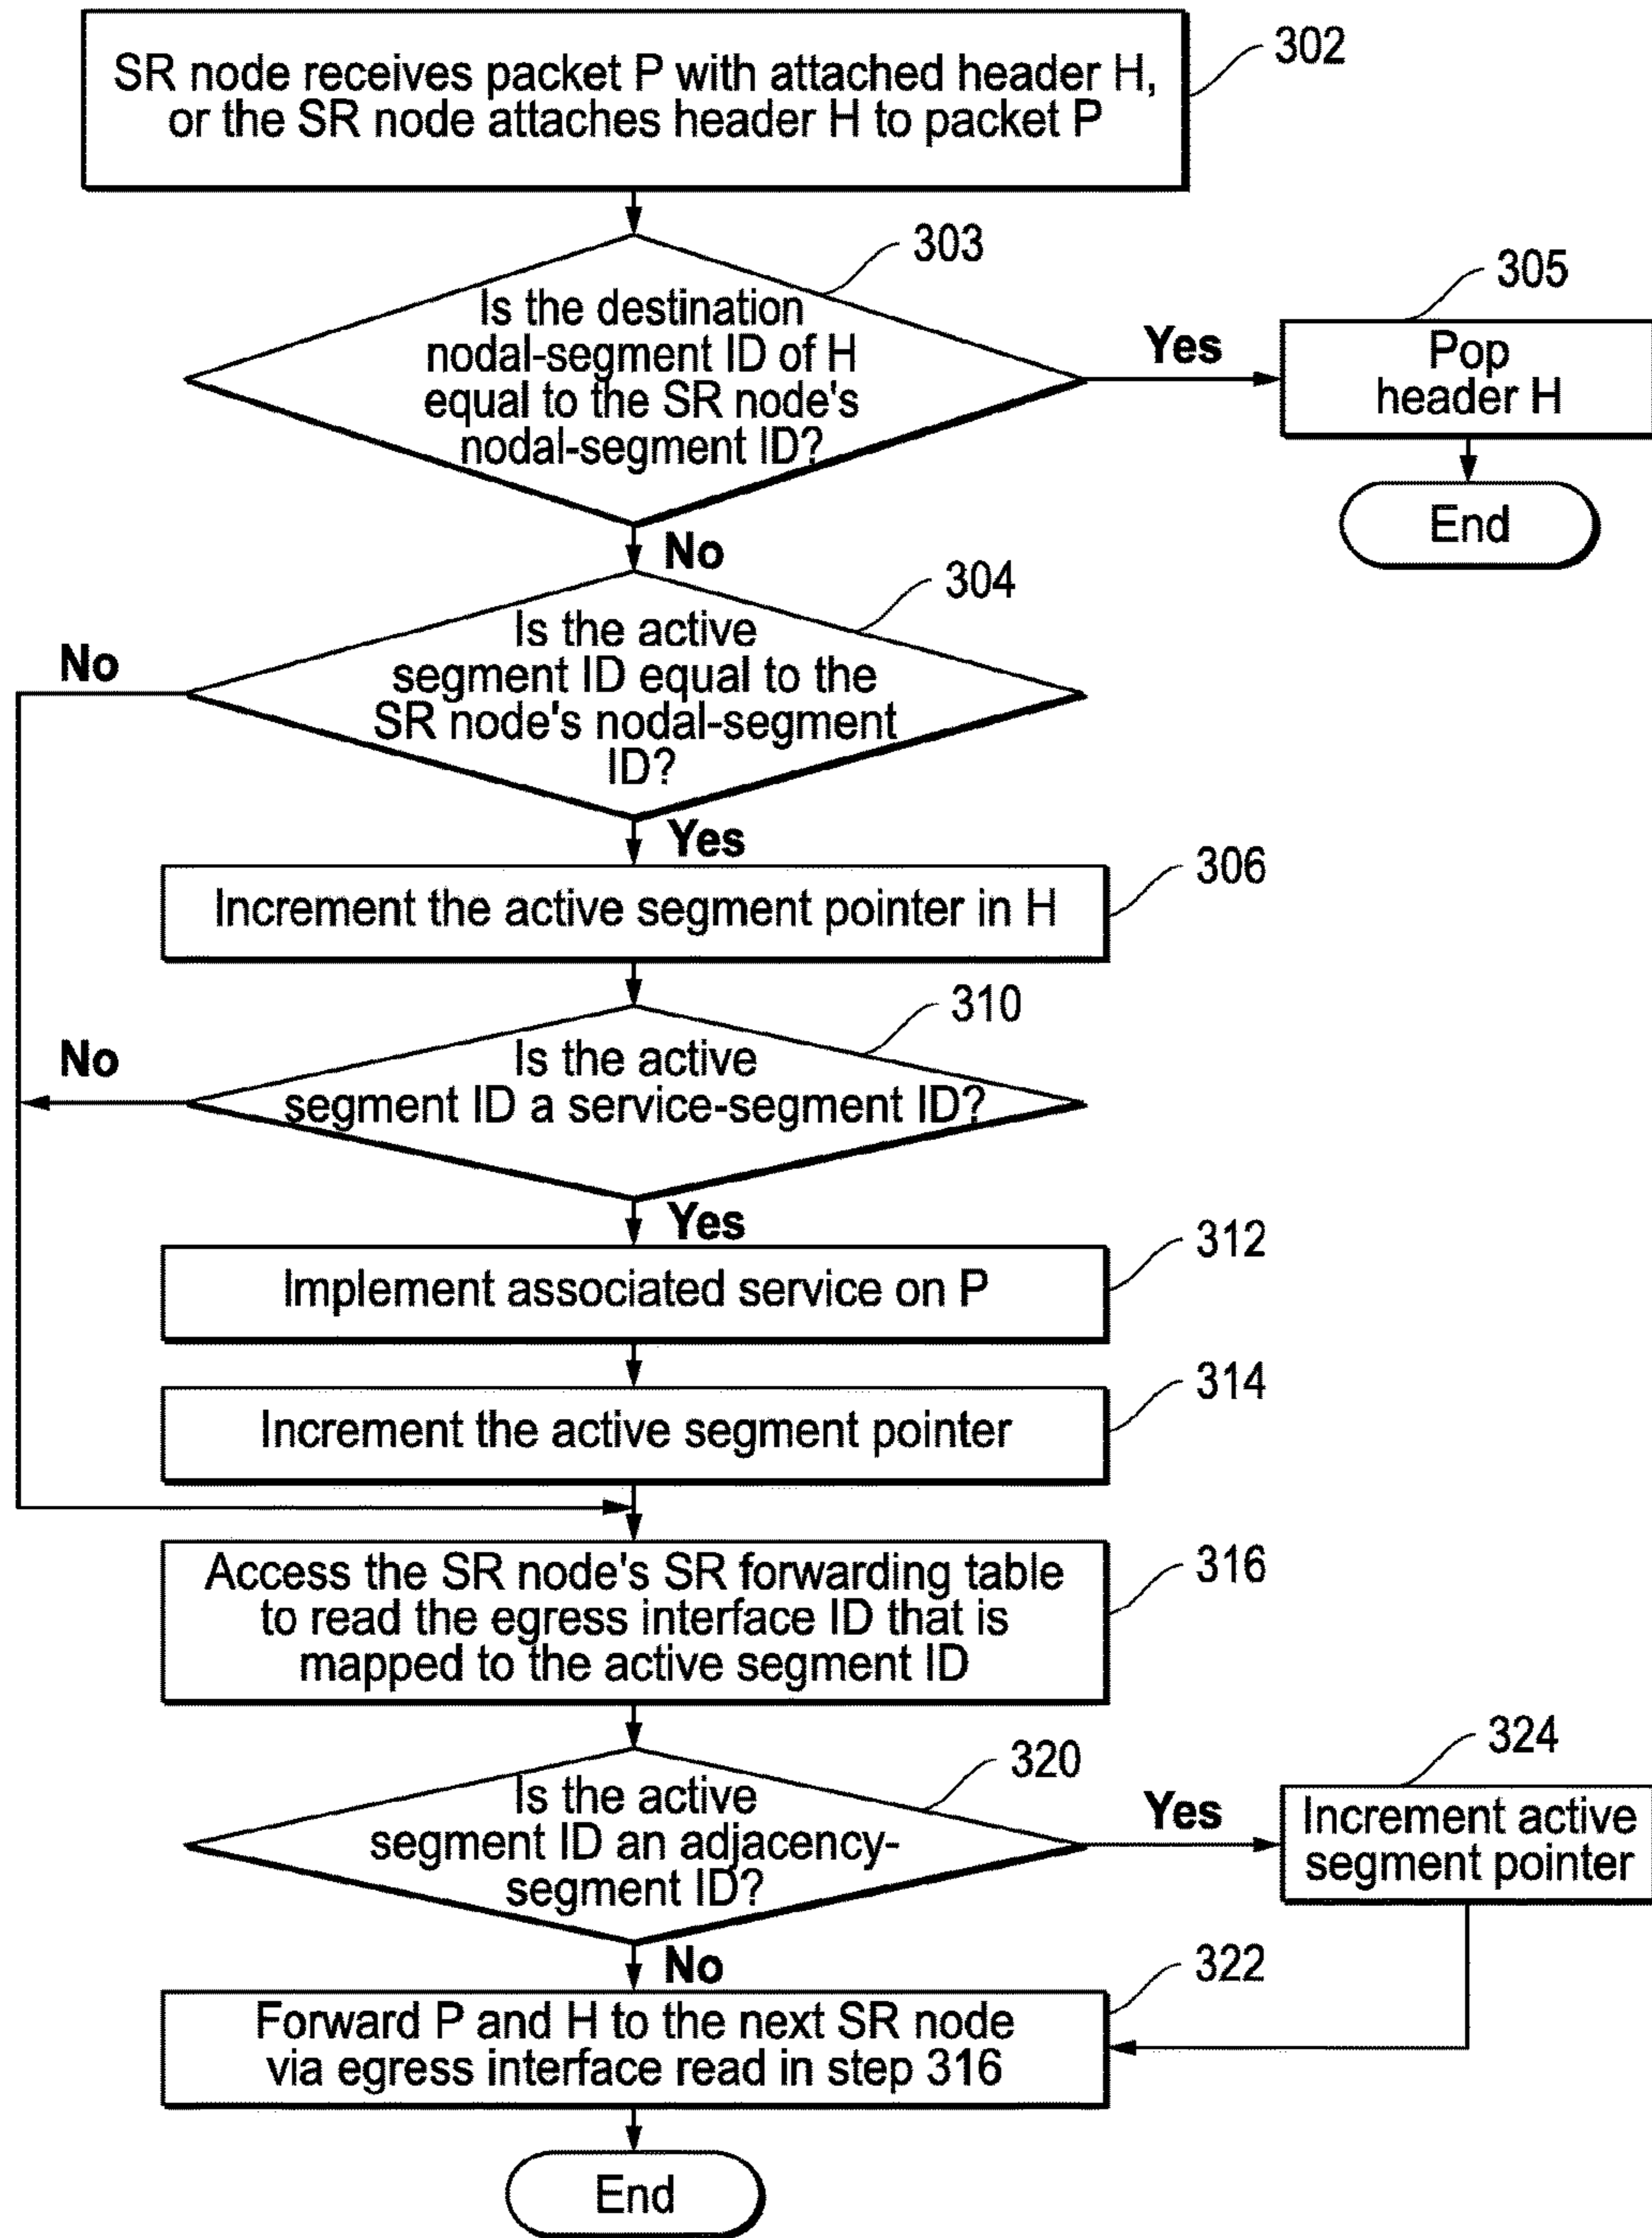 SR node receives packet P with attached header H,
or the SR node attaches header H to packet P
302
303
Is the destination
nodal-segment ID of H
equal to the SR node's
nodal-segment ID?
Yes
305
Pop
header H
End
No
304
Is the active
segment ID equal to the
SR node's nodal-segment
ID?
No
Yes
306
Increment the active segment pointer in H
310
Is the active
segment ID a service-segment ID?
No
Yes
312
Implement associated service on P
314
Increment the active segment pointer
316
Access the SR node's SR forwarding table
to read the egress interface ID that is
mapped to the active segment ID
320
Is the active
segment ID an adjacency-
segment ID?
Yes
324
Increment active
segment pointer
No
322
Forward P and H to the next SR node
via egress interface read in step 316
End